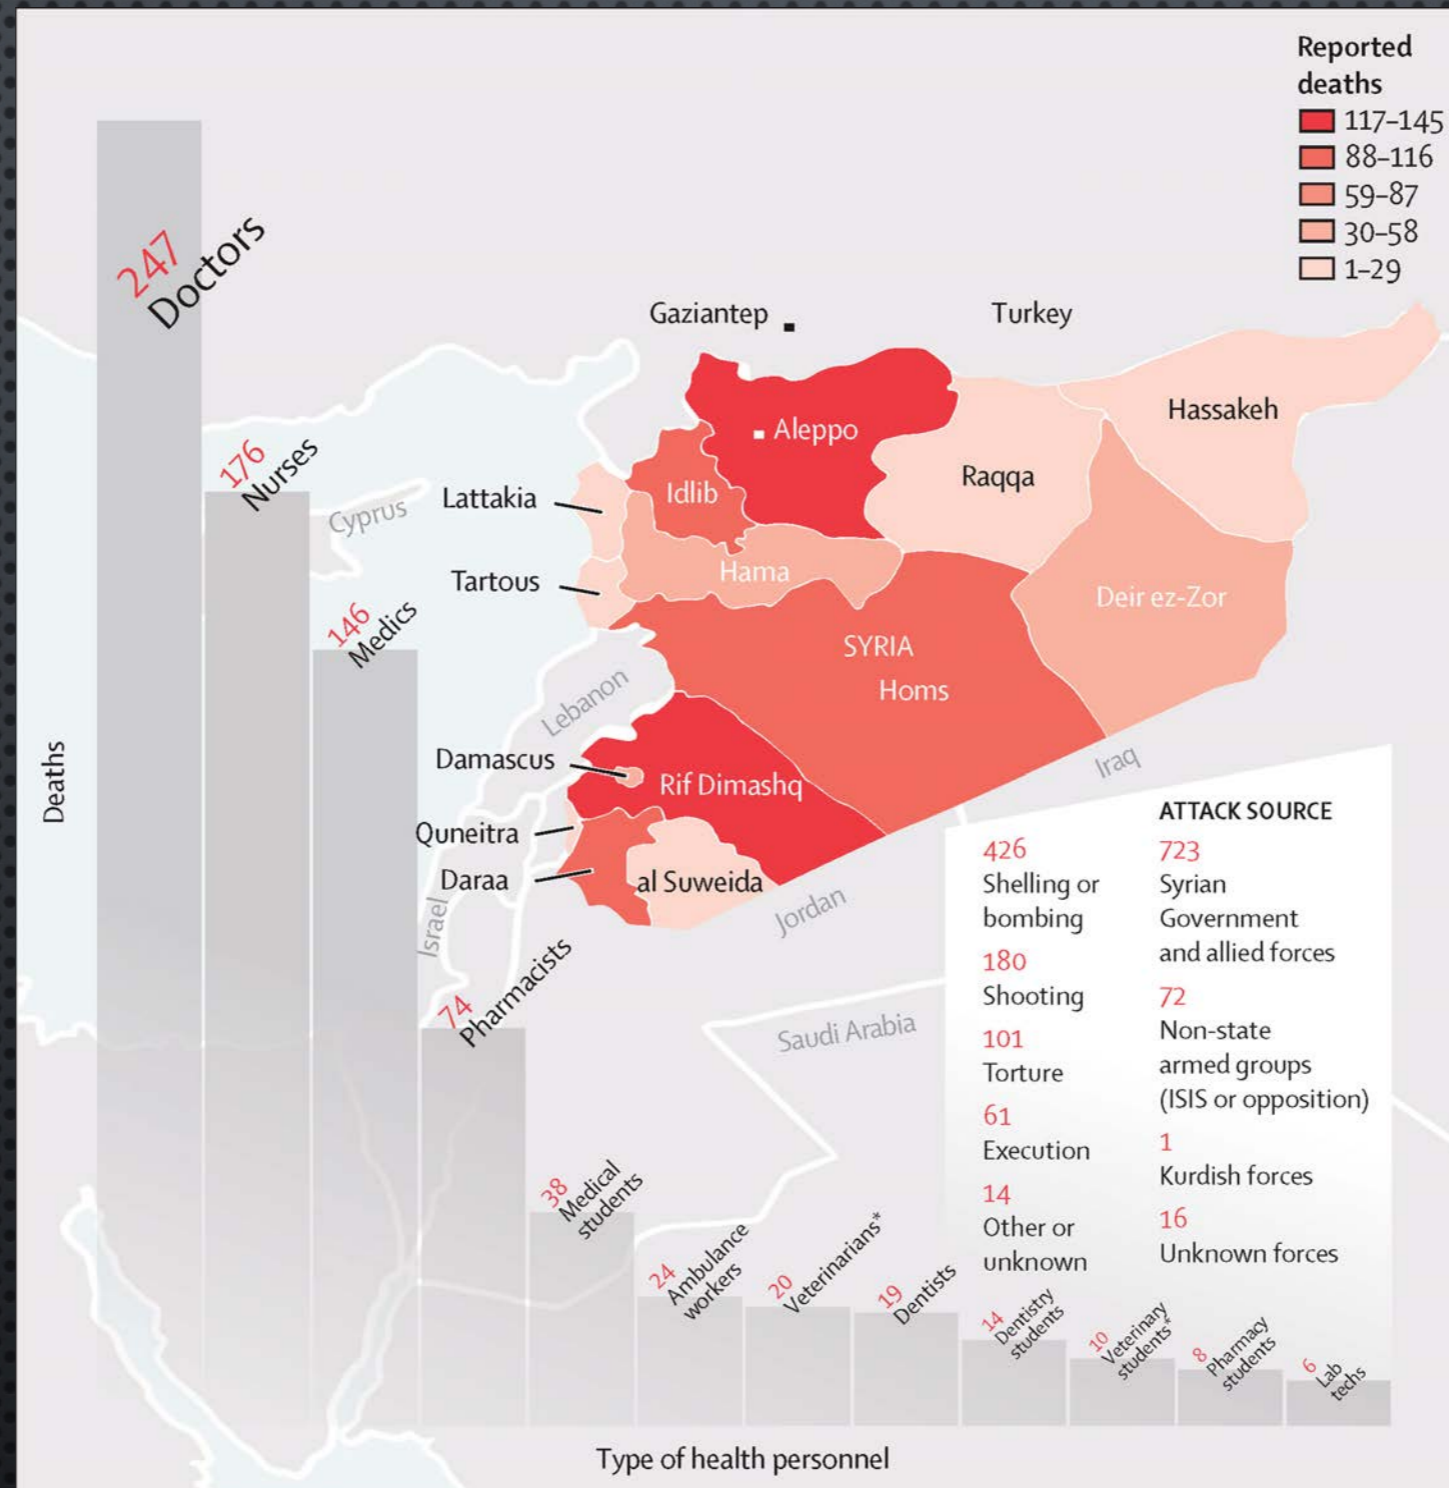 Reported
deaths
117–145
88–116
59–87
30–58
1–29
247
Doctors
176
Nurses
146
Medics
74
Pharmacists
38
Medical
students
24
Ambulance
workers
20
Veterinarians*
19
Dentists
14
Dentistry
students
10
Veterinary
students*
8
Pharmacy
students
6
Lab
techs
Deaths
Type of health personnel
Gaziantep
Turkey
Aleppo
Hassakeh
Raqqa
Idlib
Lattakia
Cyprus
Hama
Tartous
Deir ez-Zor
SYRIA
Homs
Lebanon
Damascus
Rif Dimashq
Iraq
Quneitra
Daraa
al Suweida
Israel
Jordan
Saudi Arabia
426
Shelling or
bombing
180
Shooting
101
Torture
61
Execution
14
Other or
unknown
ATTACK SOURCE
723
Syrian
Government
and allied forces
72
Non-state
armed groups
(ISIS or opposition)
1
Kurdish forces
16
Unknown forces